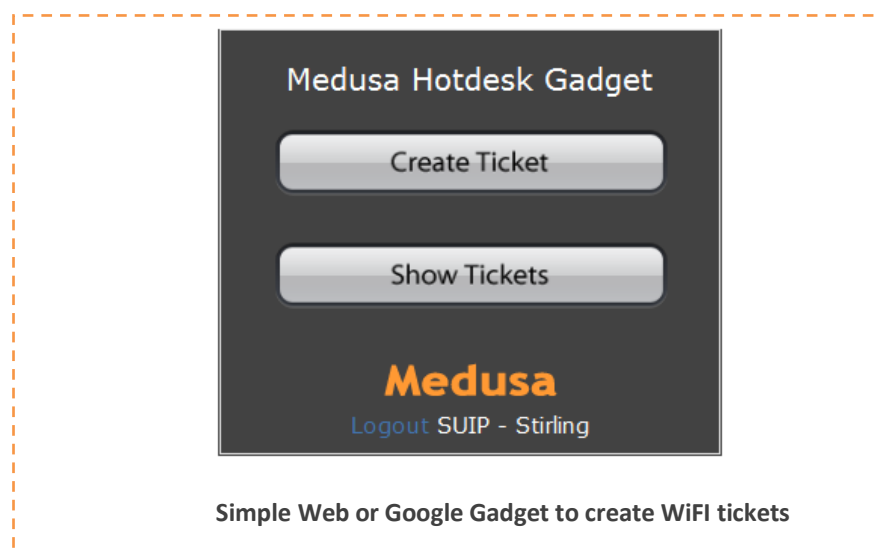 Medusa Hotdesk Gadget
Create Ticket
Show Tickets
Medusa
Logout SUIP - Stirling
Simple Web or Google Gadget to create WiFI tickets